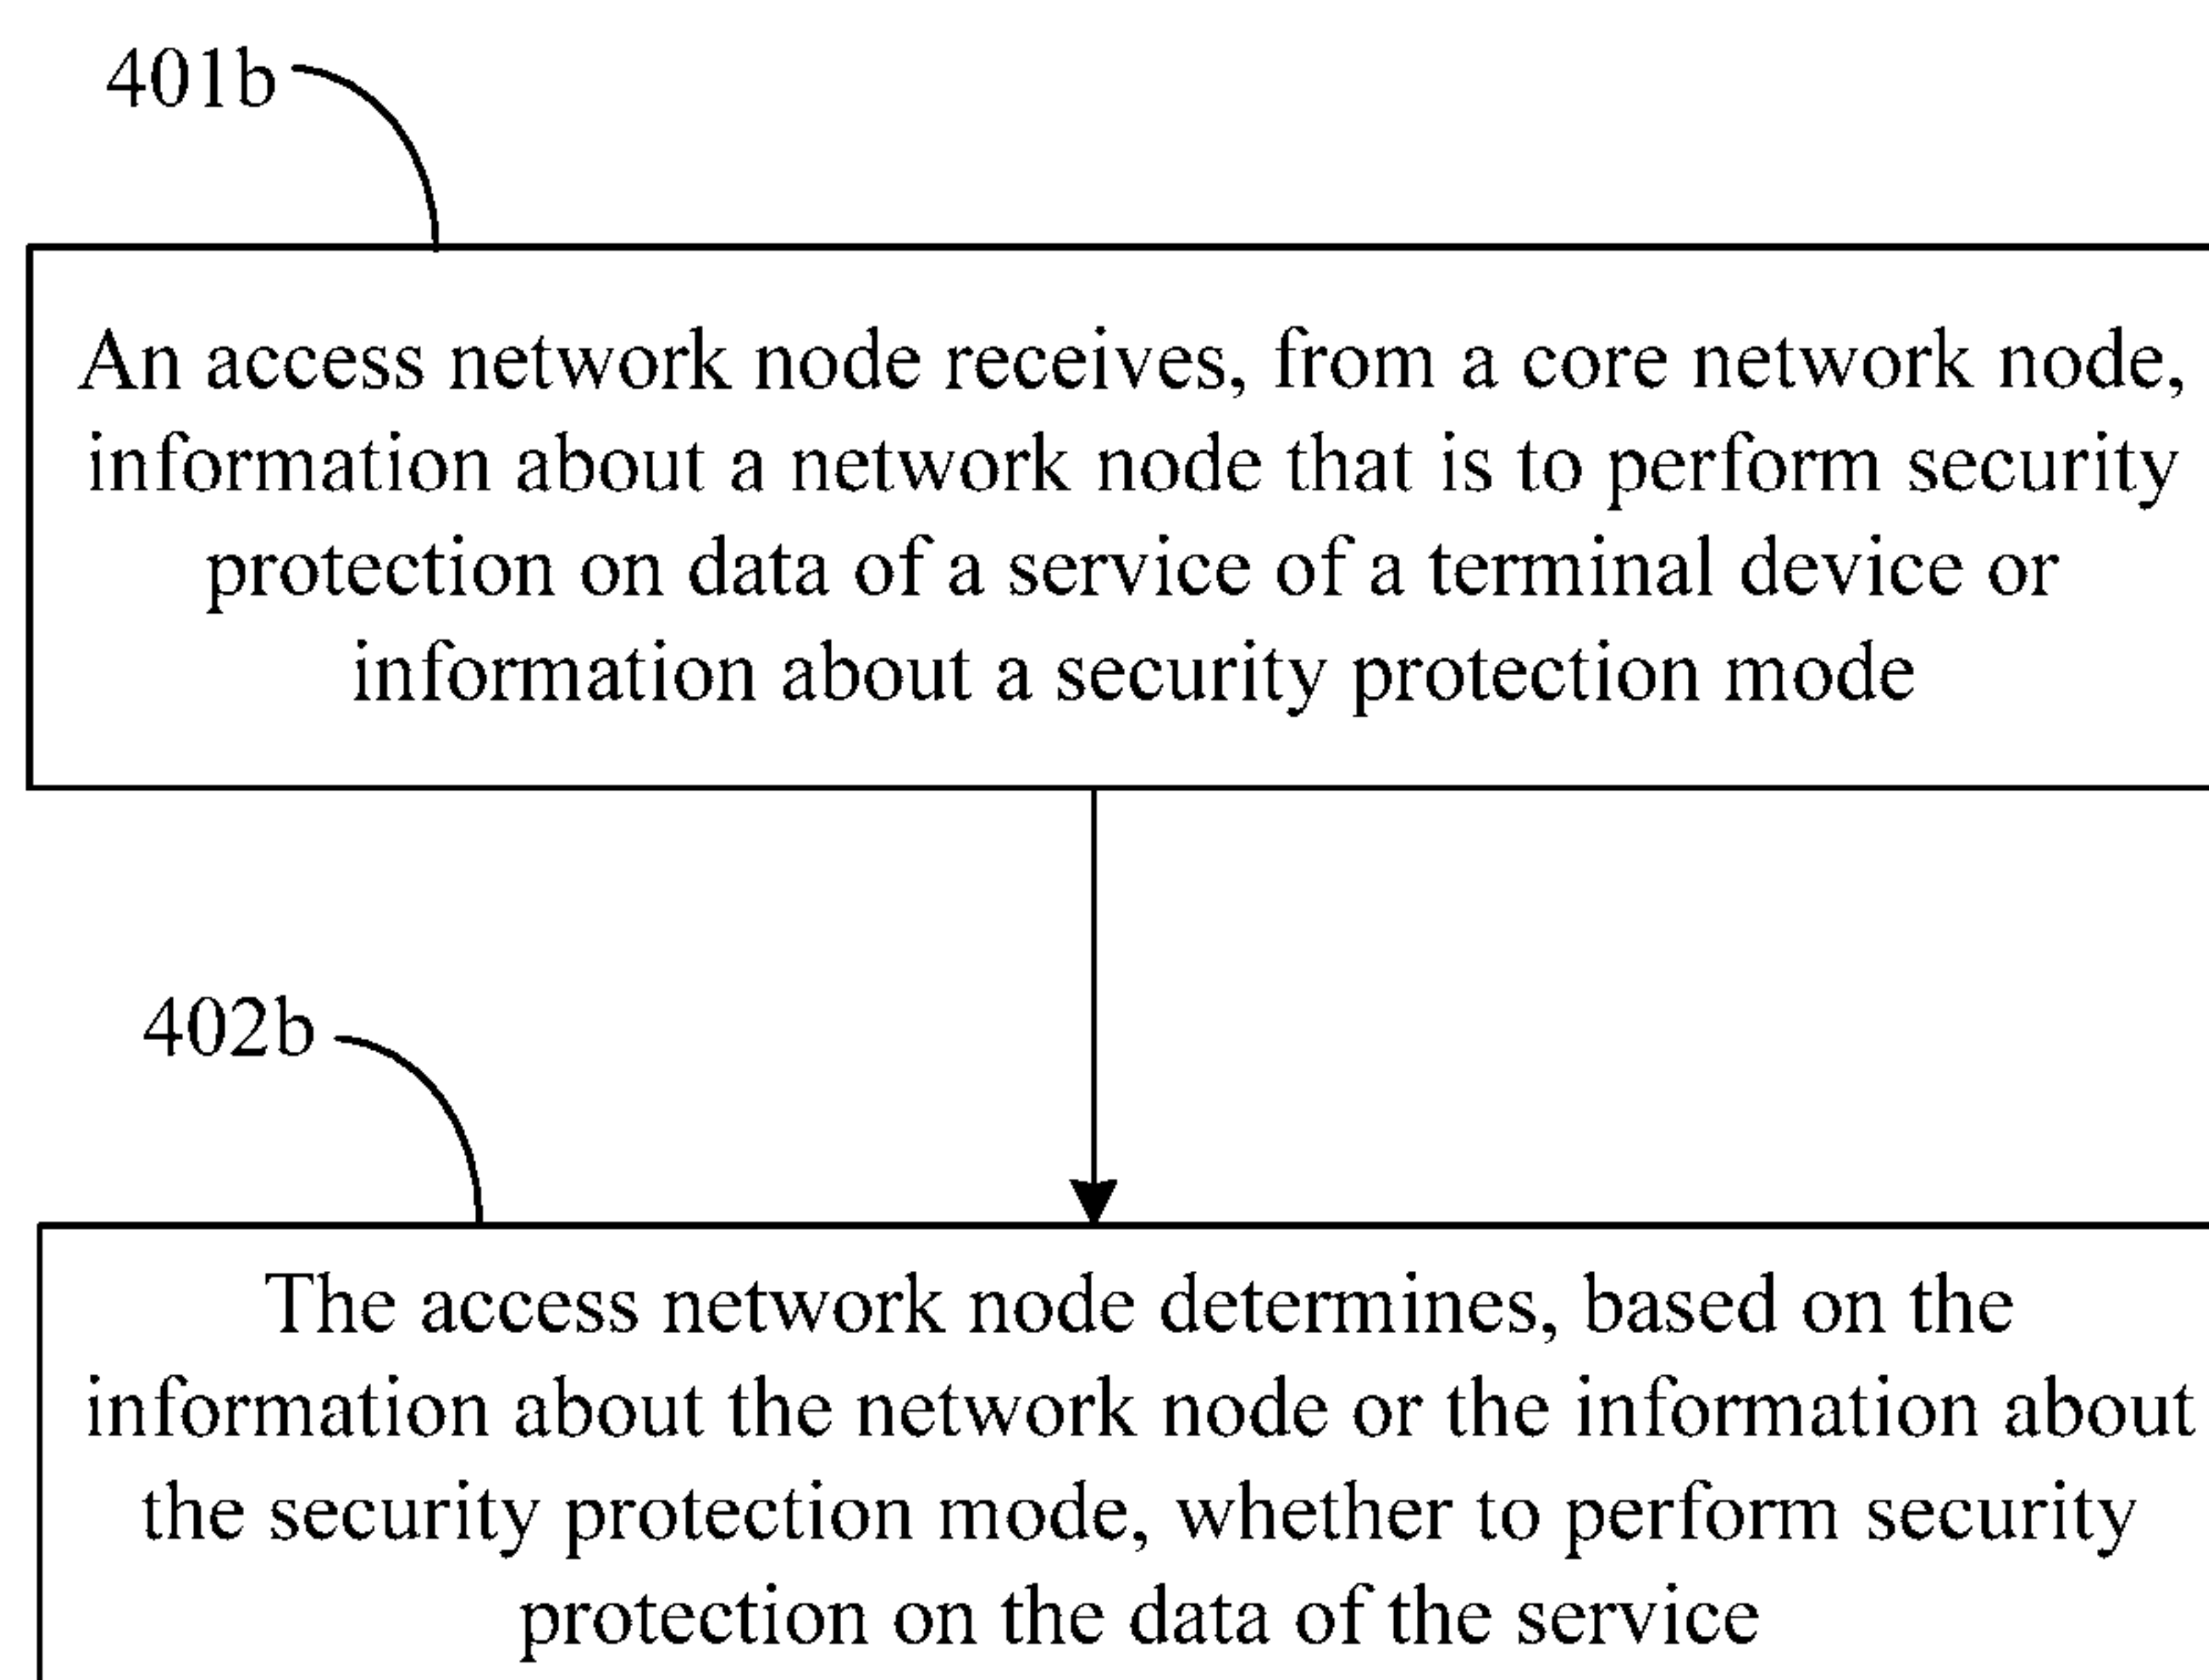 401b
An access network node receives, from a core network node,
information about a network node that is to perform security
protection on data of a service of a terminal device or
information about a security protection mode
402b
The access network node determines, based on the
information about the network node or the information about
the security protection mode, whether to perform security
protection on the data of the service